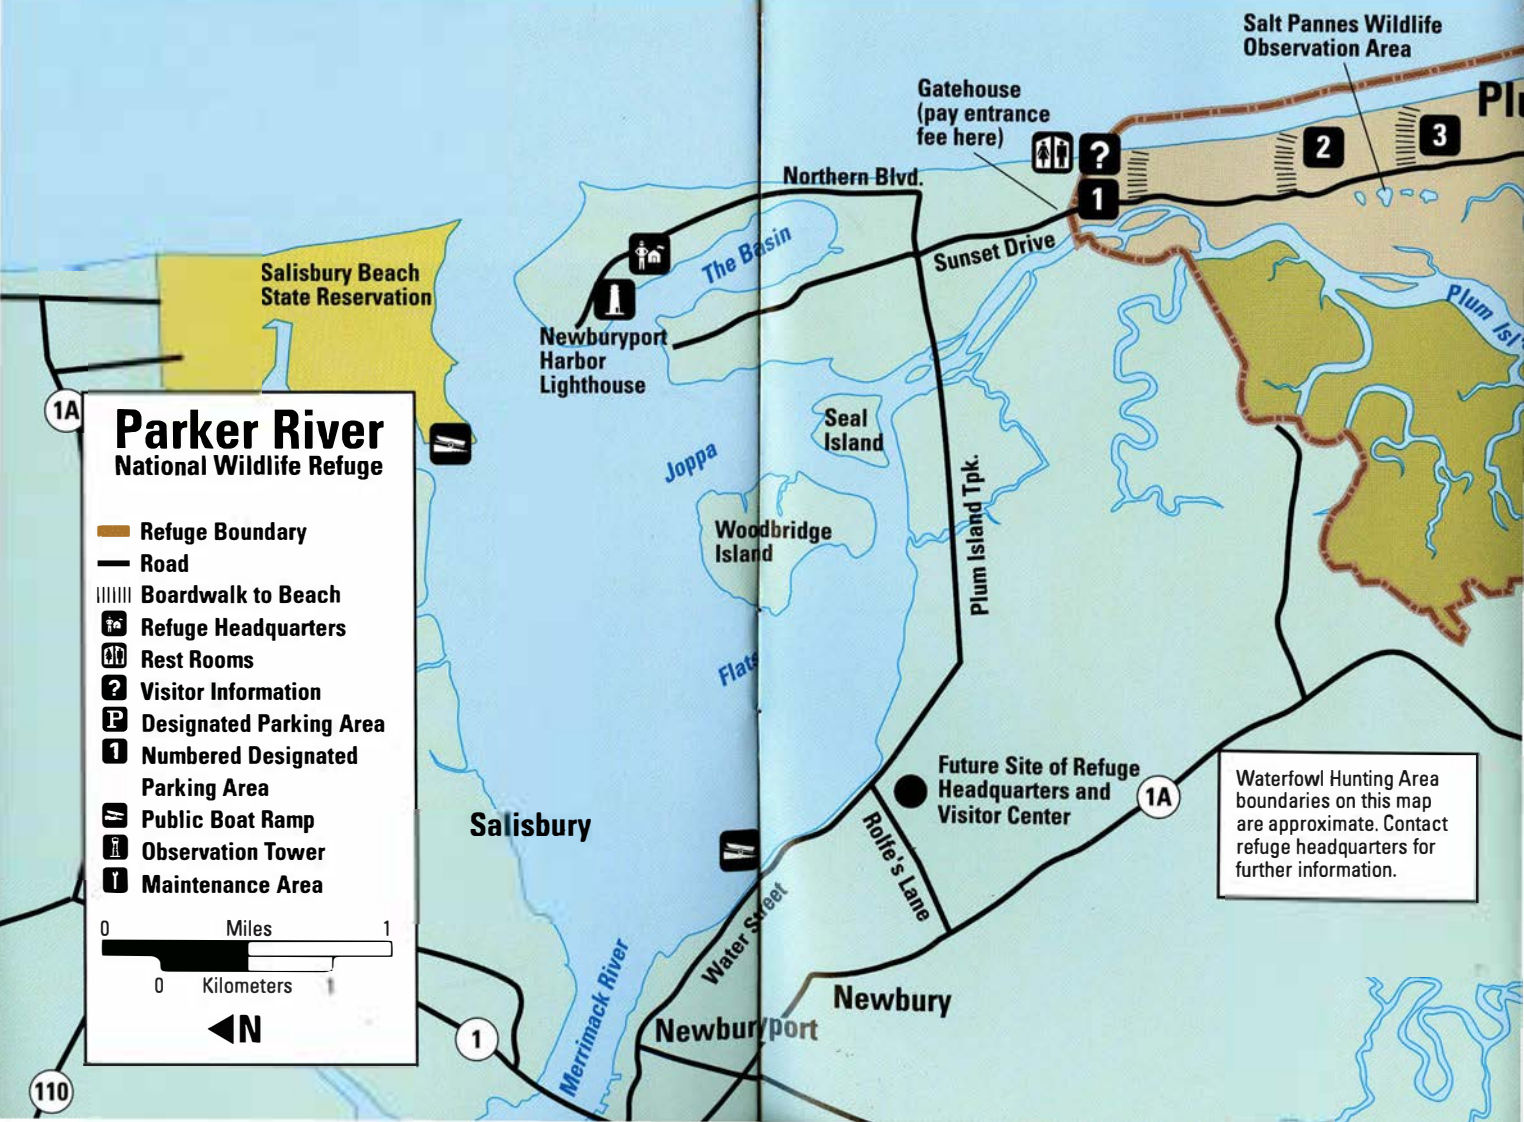 Salt Pannes Wildlife
Observation Area
Gatehouse
(pay entrance
fee here)
?
1
2
3
Northern Blvd.
The Basin
Sunset Drive
Salisbury Beach
State Reservation
Newburyport
Harbor
Lighthouse
Seal
Island
Joppa
Woodbridge
Island
Flats
Plum Island Tpk.
1A
Parker River
National Wildlife Refuge
Refuge Boundary
Road
Boardwalk to Beach
Refuge Headquarters
Rest Rooms
? Visitor Information
P Designated Parking Area
1 Numbered Designated
Parking Area
Public Boat Ramp
Observation Tower
Maintenance Area
0 Miles 1
0 Kilometers 1
N
Salisbury
Future Site of Refuge
Headquarters and
Visitor Center
1A
Rolfe's Lane
Water Street
Merrimack River
Newburyport
Newbury
1
110
Waterfowl Hunting Area
boundaries on this map
are approximate. Contact
refuge headquarters for
further information.